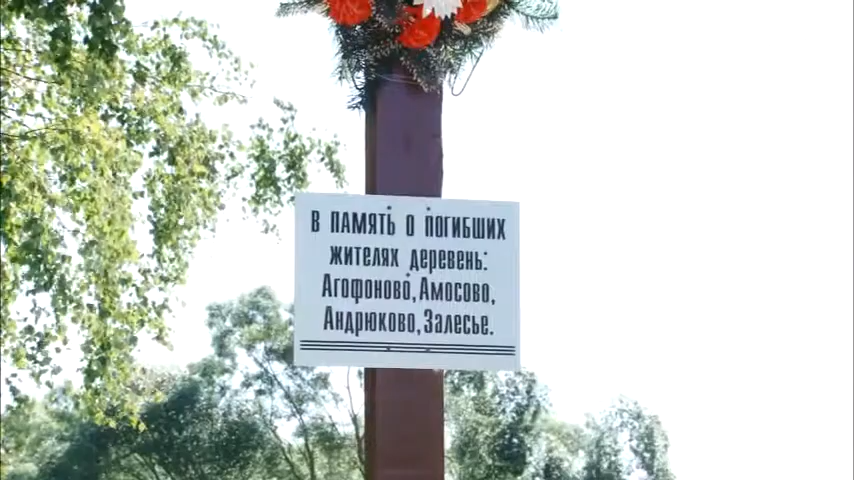 В ПАМЯТЬ О ПОГИБШИХ
ЖИТЕЛЯХ ДЕРЕВЕНЬ:
АГОФОНОВО, АМОСОВО,
АНДРЮКОВО, ЗАЛЕСЬЕ.